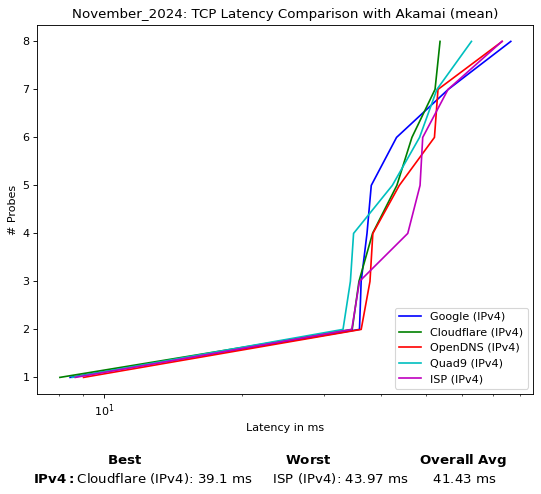 November_2024: TCP Latency Comparison with Akamai (mean)
8
7
6
5
4
3
2
1
# Probes
Google (IPv4)
Cloudflare (IPv4)
OpenDNS (IPv4)
Quad9 (IPv4)
ISP (IPv4)
10¹
Latency in ms
Best Worst Overall Avg
IPv4: Cloudflare (IPv4): 39.1 ms ISP (IPv4): 43.97 ms 41.43 ms